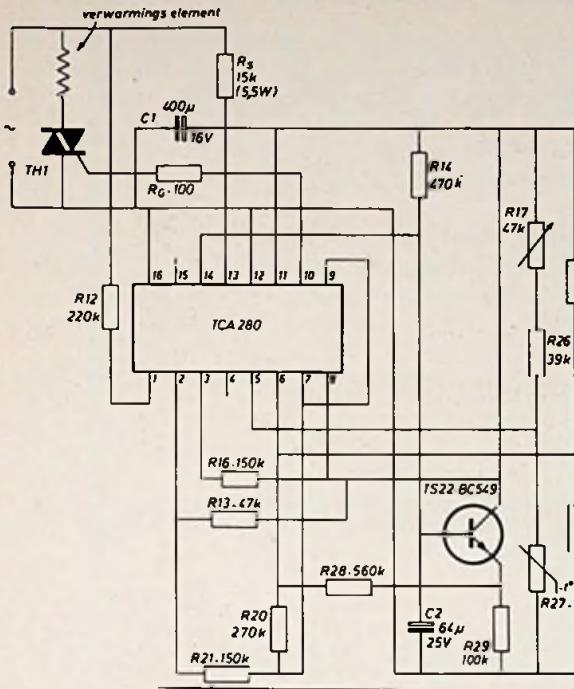 verwarmings element
RS
15k
(5,5W)
400µ
C1
16V
~
TH1
RG.100
R14
470k
R17
47k
16 15 14 13 12 11 10 9
R12
220k
TCA 280
R26
39k
1 2 3 4 5 6 7 8
R16.150k
TS22 BC549
R13.47k
R28.560k
-t°
R27.
R20
270k
C2
64µ
25V
R29
100k
R21.150k